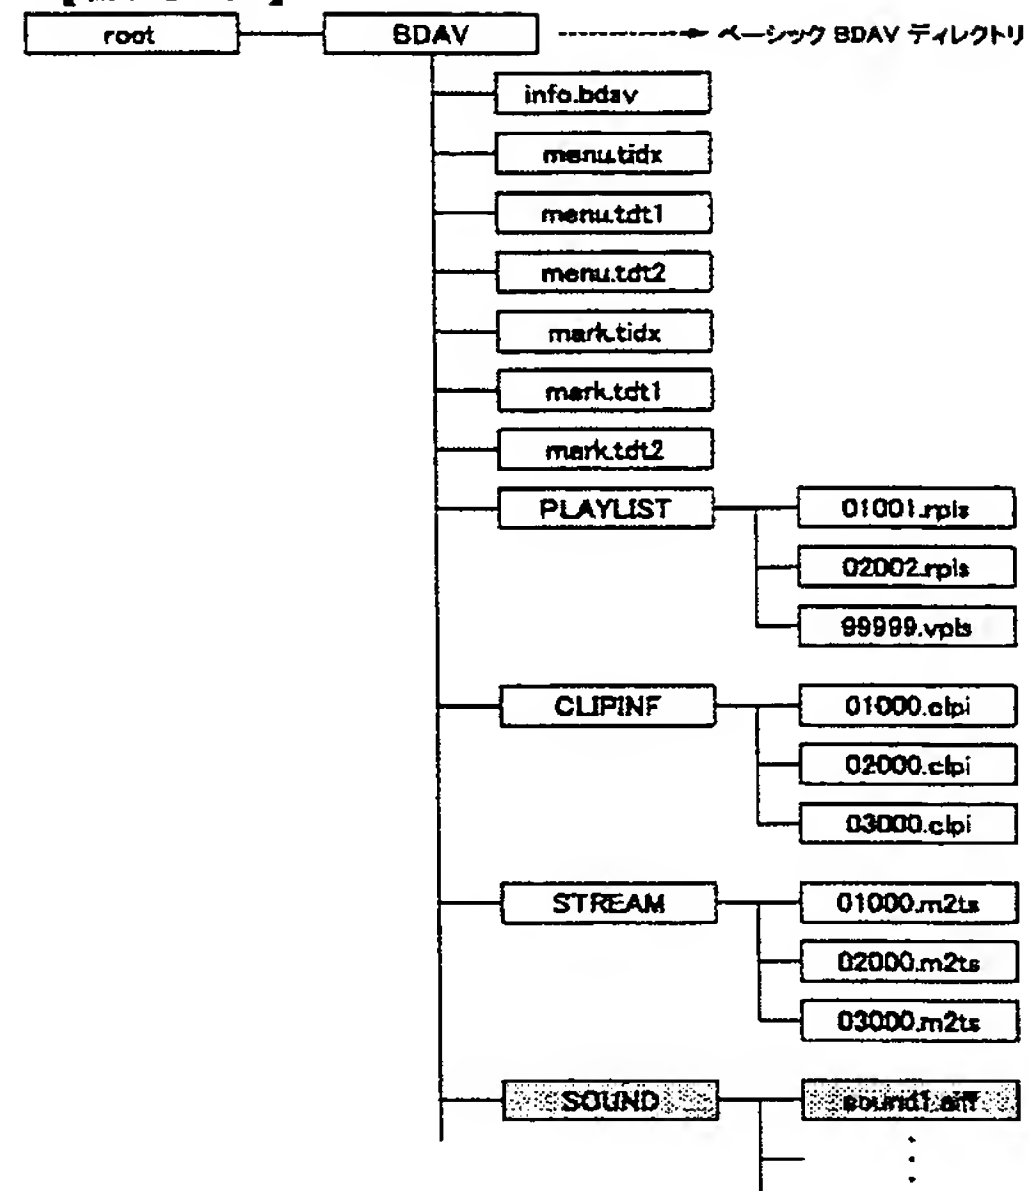 root
BDAV
ベーシック BDAV ディレクトリ
info.bdav
menu.tidx
menu.tdt1
menu.tdt2
mark.tidx
mark.tdt1
mark.tdt2
PLAYLIST
01001.rpls
02002.rpls
99999.vpls
CLIPINF
01000.clpi
02000.clpi
03000.clpi
STREAM
01000.m2ts
02000.m2ts
03000.m2ts
SOUND